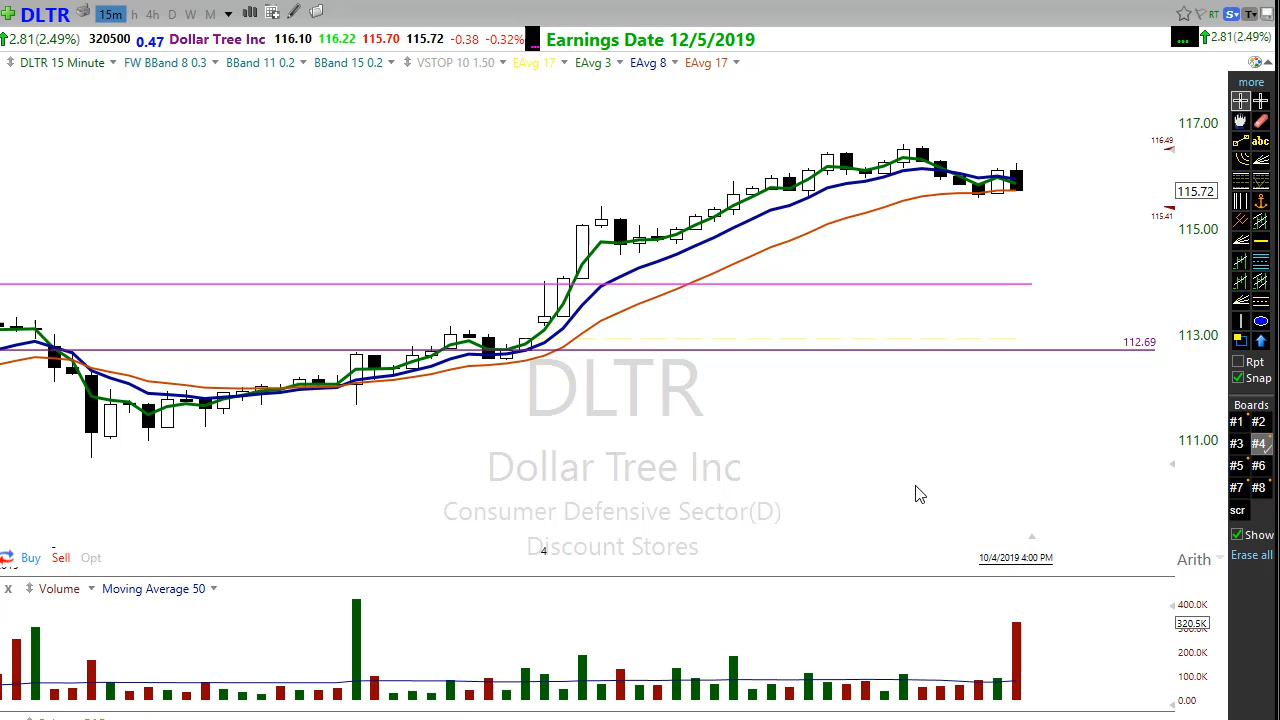 DLTR 15m h 4h D W M RT S T
2.81(2.49%) 320500 0.47 Dollar Tree Inc 116.10 116.22 115.70 115.72 -0.38 -0.32% ... Earnings Date 12/5/2019 ... 2.81(2.49%)
DLTR 15 Minute FW BBand 8 0.3 BBand 11 0.2 BBand 15 0.2 VSTOP 10 1.50 EAvg 17 EAvg 3 EAvg 8 EAvg 17
more
117.00
116.49
abc
115.72
115.41
115.00
113.00
112.69
Rpt
Snap
DLTR
Boards
#1 #2
111.00
#3 #4
Dollar Tree Inc
#5 #6
#7 #8
Consumer Defensive Sector(D)
scr
Show
4
Discount Stores
Buy Sell Opt
10/4/2019 4:00 PM
Arith
Erase all
X Volume Moving Average 50
400.0K
320.5K
200.0K
100.0K
0.00